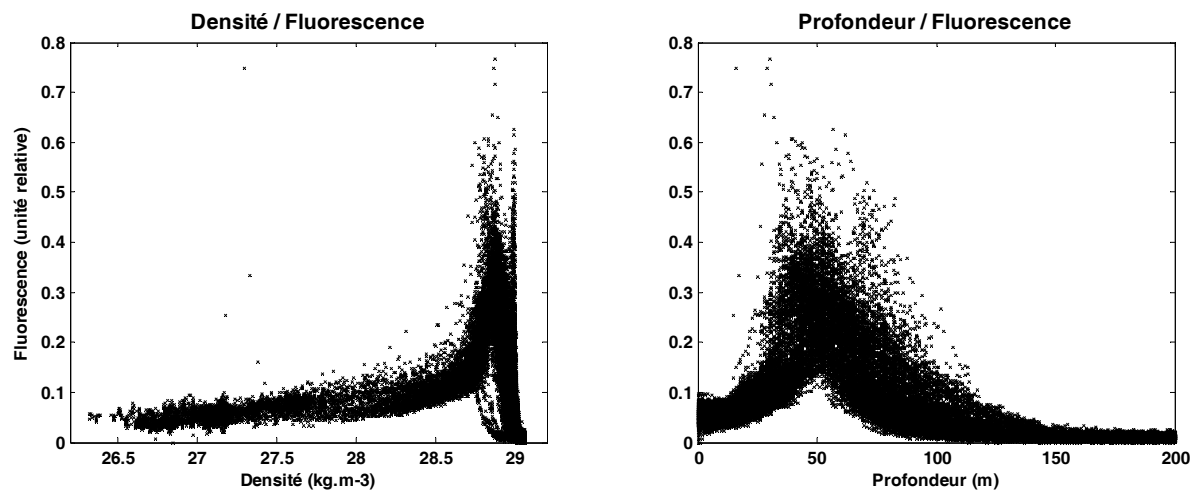 Densité / Fluorescence
0.8
0.7
0.6
0.5
0.4
0.3
0.2
0.1
0
Fluorescence (unité relative)
26.5 27 27.5 28 28.5 29
Densité (kg.m-3)
Profondeur / Fluorescence
0.8
0.7
0.6
0.5
0.4
0.3
0.2
0.1
0
0 50 100 150 200
Profondeur (m)